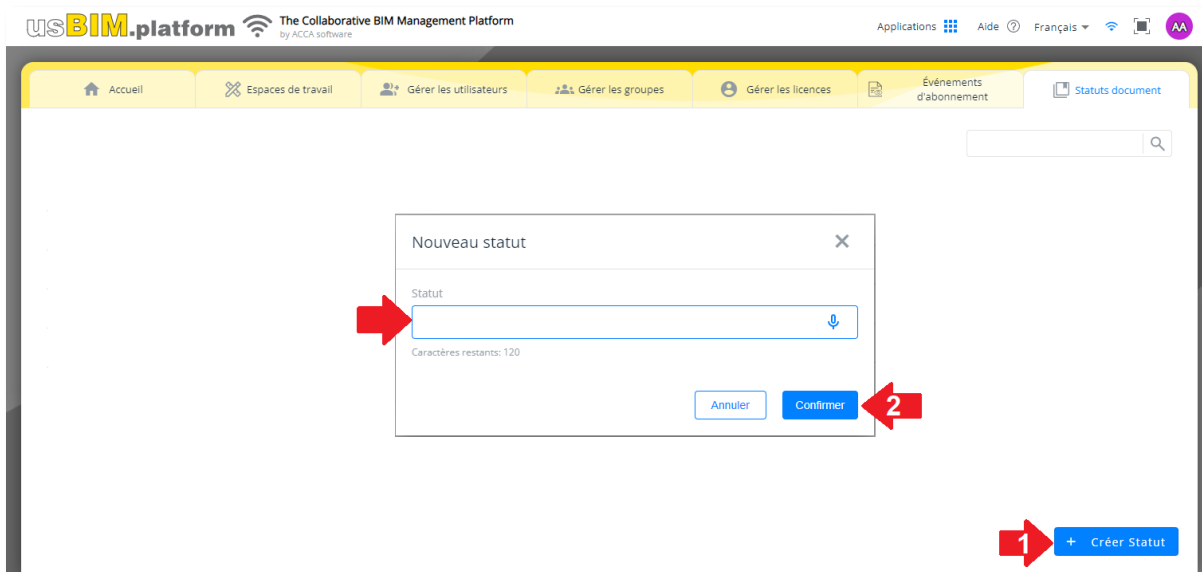 usBIM.platform
The Collaborative BIM Management Platform
by ACCA software
Applications
Aide
Français
AA
Accueil
Espaces de travail
Gérer les utilisateurs
Gérer les groupes
Gérer les licences
Événements
d'abonnement
Statuts document
Nouveau statut
Statut
Caractères restants: 120
Annuler
Confirmer
2
1
+ Créer Statut